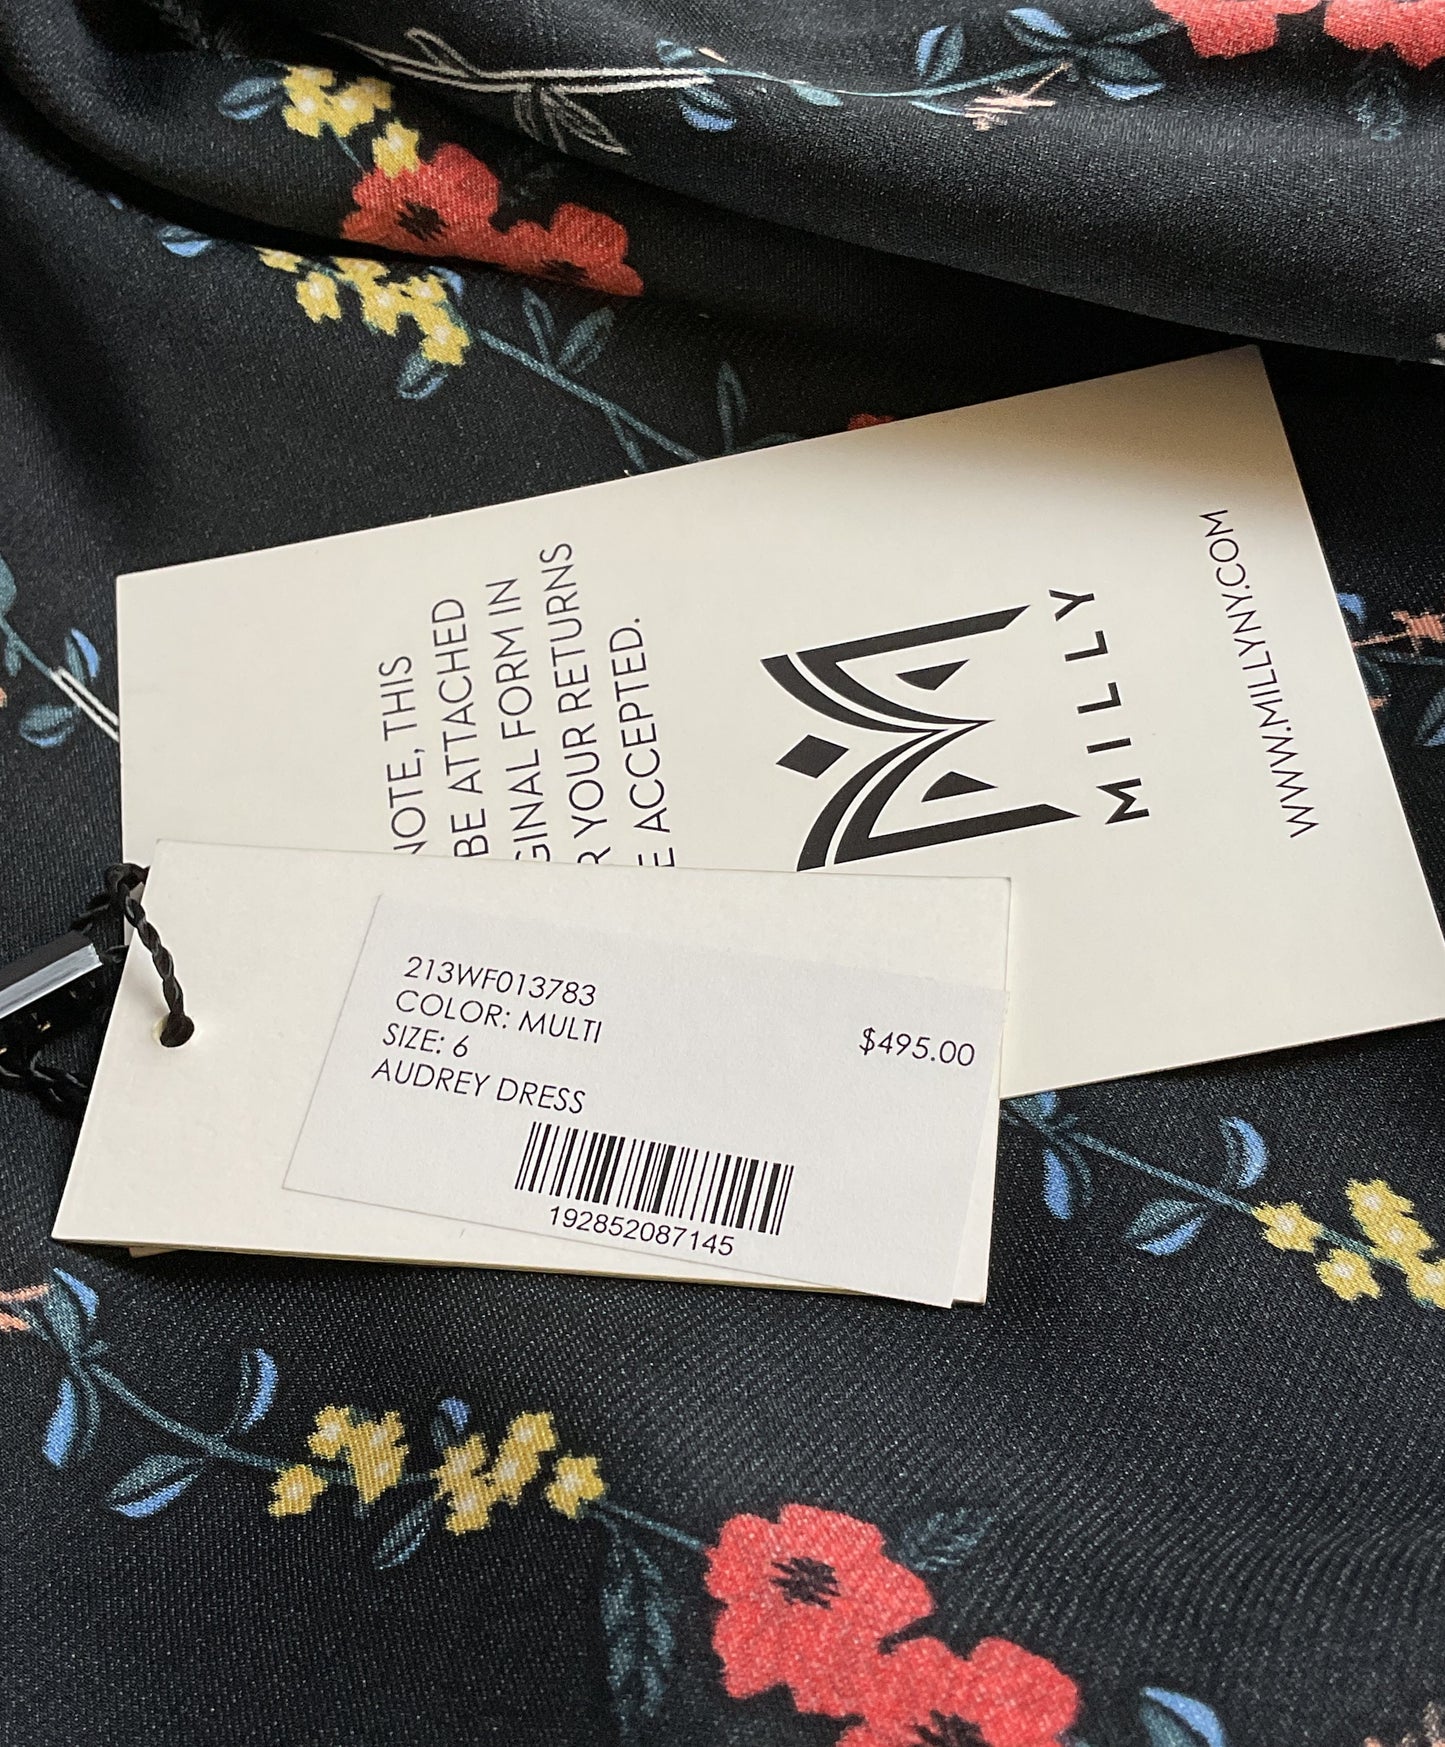 NOTE, THIS
BE ATTACHED
GINAL FORM IN
R YOUR RETURNS
E ACCEPTED.
MILLY
WWW.MILLYNY.COM
213WF013783
COLOR: MULTI
SIZE: 6
AUDREY DRESS
$495.00
192852087145